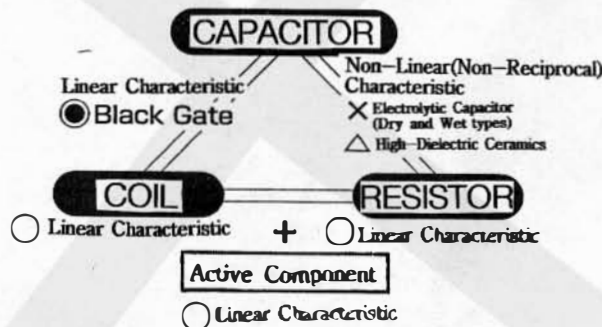 CAPACITOR
Linear Characteristic
Black Gate
Non-Linear(Non-Reciprocal)
Characteristic
Electrolytic Capacitor
(Dry and Wet types)
High-Dielectric Ceramics
COIL
RESISTOR
Linear Characteristic
+
Linear Characteristic
Active Component
Linear Characteristic